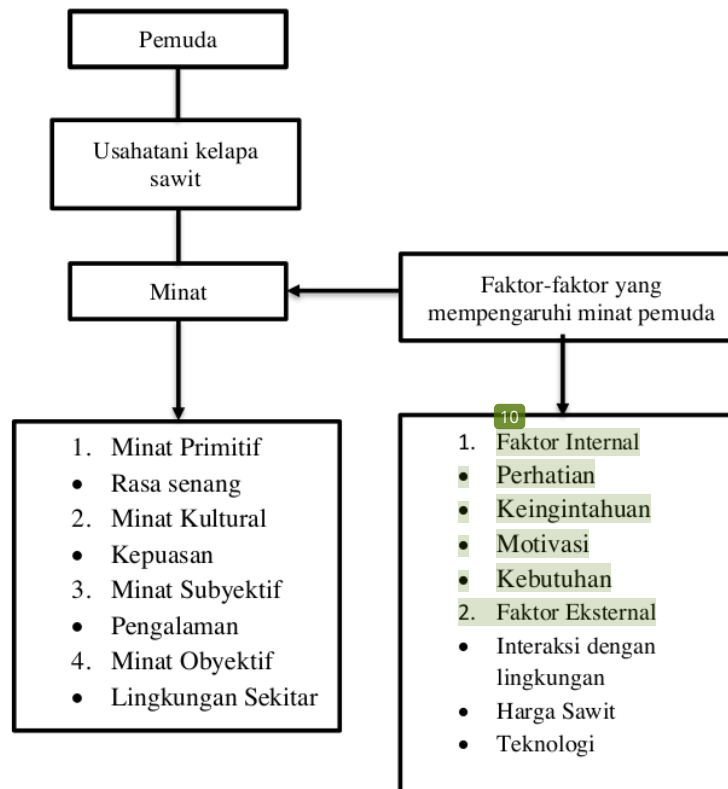 Pemuda
Usahatani kelapa
sawit
Minat
Faktor-faktor yang
mempengaruhi minat pemuda
1. Minat Primitif
• Rasa senang
2. Minat Kultural
• Kepuasan
3. Minat Subyektif
• Pengalaman
4. Minat Obyektif
• Lingkungan Sekitar
10
1. Faktor Internal
• Perhatian
• Keingintahuan
• Motivasi
• Kebutuhan
2. Faktor Eksternal
• Interaksi dengan
lingkungan
• Harga Sawit
• Teknologi